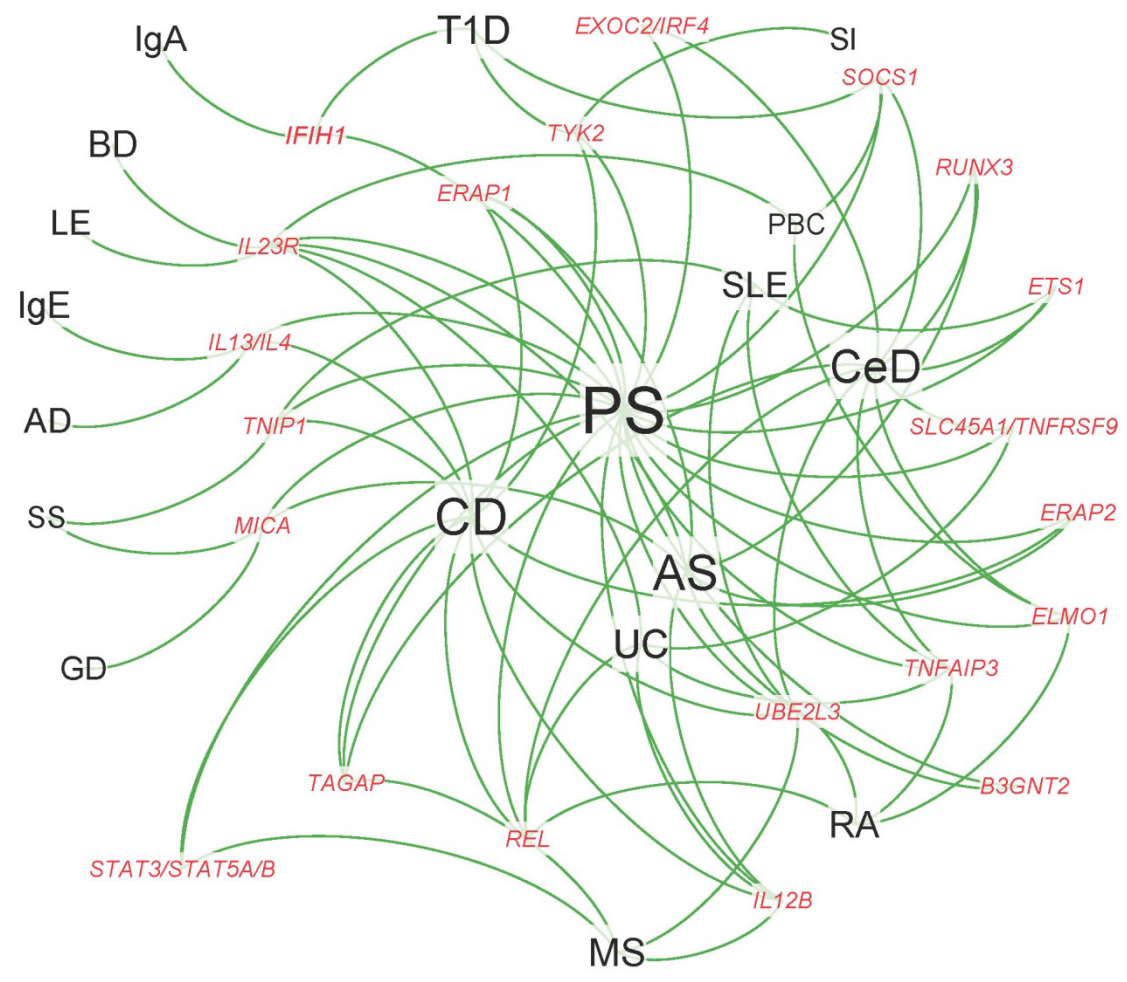 IgA
T1D
EXOC2/IRF4
SI
SOCS1
BD
IFIH1
TYK2
RUNX3
ERAP1
LE
IL23R
PBC
SLE
ETS1
IgE
IL13/IL4
CeD
PS
AD
TNIP1
SLC45A1/TNFRSF9
SS
MICA
CD
ERAP2
AS
ELMO1
UC
GD
TNFAIP3
UBE2L3
TAGAP
B3GNT2
RA
REL
STAT3/STAT5A/B
IL12B
MS